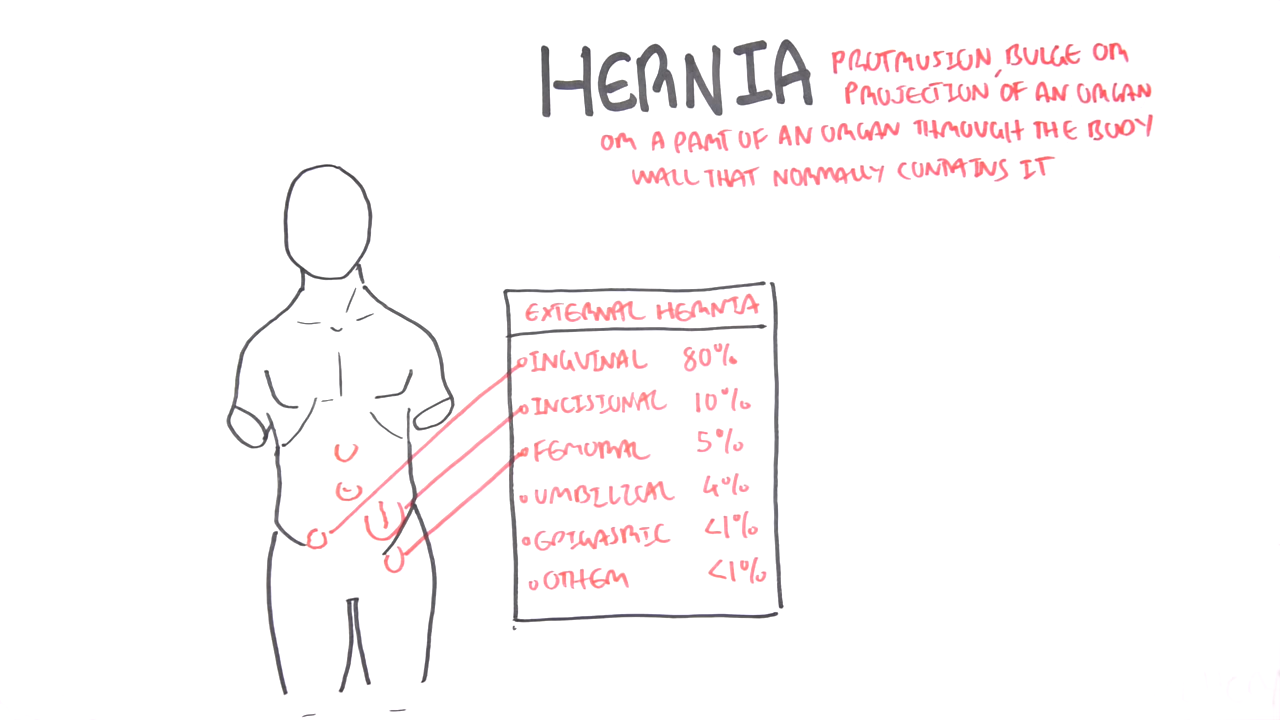 HERNIA
PROTRUSION, BULGE OR
PROJECTION OF AN ORGAN
OR A PART OF AN ORGAN THROUGH THE BODY
WALL THAT NORMALLY CONTAINS IT
EXTERNAL HERNIA
INGUINAL 80%
INCISIONAL 10%
FEMORAL 5%
UMBILICAL 4%
EPIGASTRIC <1%
OTHER <1%